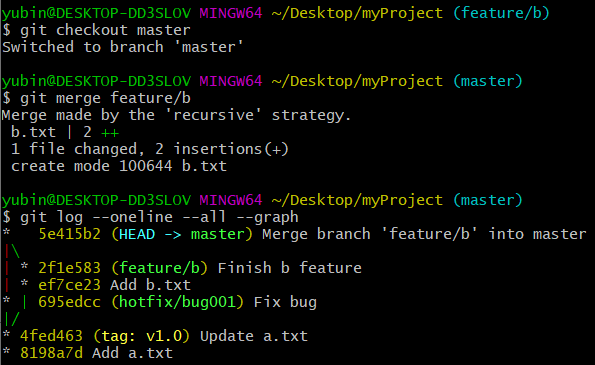 yubin@DESKTOP-DD3SLOV MINGW64 ~/Desktop/myProject (feature/b)
$ git checkout master
Switched to branch 'master'
yubin@DESKTOP-DD3SLOV MINGW64 ~/Desktop/myProject (master)
$ git merge feature/b
Merge made by the 'recursive' strategy.
 b.txt | 2 ++
 1 file changed, 2 insertions(+)
 create mode 100644 b.txt
yubin@DESKTOP-DD3SLOV MINGW64 ~/Desktop/myProject (master)
$ git log --oneline --all --graph
*   5e415b2 (HEAD -> master) Merge branch 'feature/b' into master
|\
| * 2f1e583 (feature/b) Finish b feature
| * ef7ce23 Add b.txt
* | 695edcc (hotfix/bug001) Fix bug
|/
* 4fed463 (tag: v1.0) Update a.txt
* 8198a7d Add a.txt